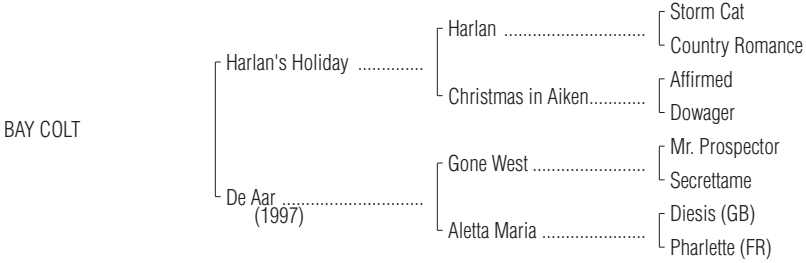 Storm Cat
Harlan ..............................
Country Romance
Harlan's Holiday ..............
Affirmed
Christmas in Aiken............
Dowager
BAY COLT
Mr. Prospector
Gone West ........................
Secrettame
De Aar ..............................
(1997)
Diesis (GB)
Aletta Maria ......................
Pharlette (FR)